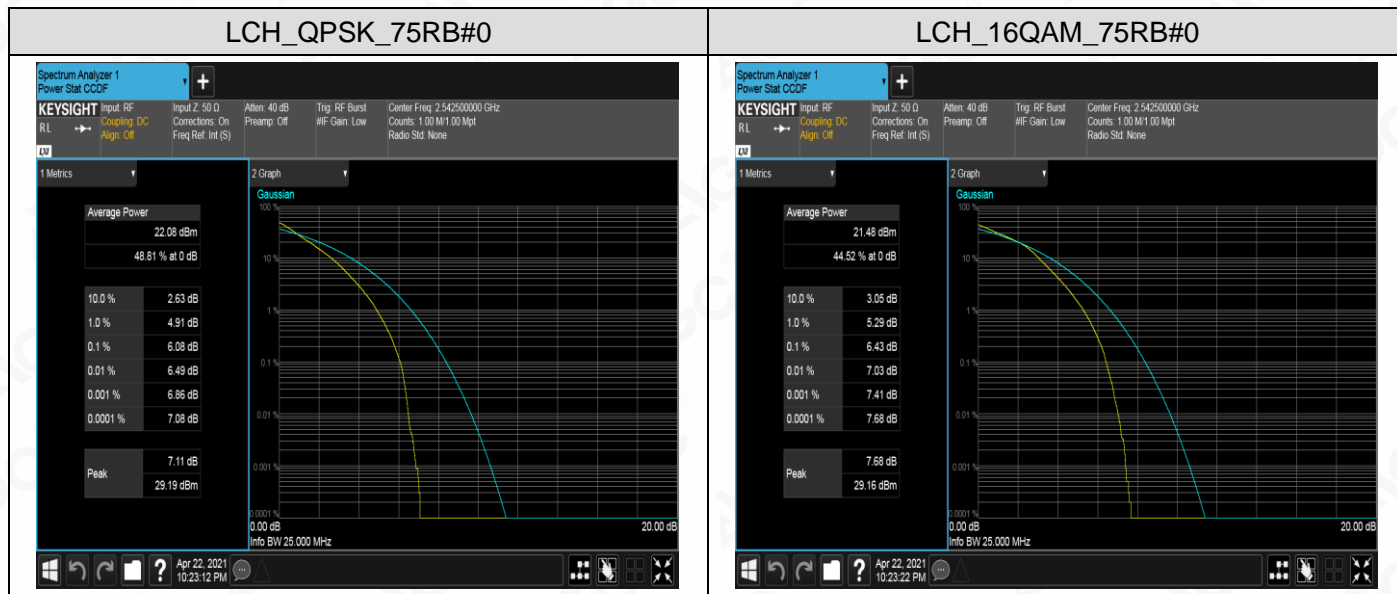 LCH_QPSK_75RB#0
Spectrum Analyzer 1
Power Stat CCDF
+
KEYSIGHT
RL
LXI
Input: RF
Coupling: DC
Align: Off
Input Z: 50 Ω
Corrections: On
Freq Ref: Int (S)
Atten: 40 dB
Preamp: Off
Trig: RF Burst
#IF Gain: Low
Center Freq: 2.542500000 GHz
Counts: 1.00 M/1.00 Mpt
Radio Std: None
1 Metrics
Average Power
22.08 dBm
48.81 % at 0 dB
10.0 % 2.63 dB
1.0 % 4.91 dB
0.1 % 6.08 dB
0.01 % 6.49 dB
0.001 % 6.86 dB
0.0001 % 7.08 dB
Peak
7.11 dB
29.19 dBm
2 Graph
Gaussian
100 %
10 %
1 %
0.1 %
0.01 %
0.001 %
0.0001 %
0.00 dB
20.00 dB
Info BW 25.000 MHz
?
Apr 22, 2021
10:23:12 PM
LCH_16QAM_75RB#0
Spectrum Analyzer 1
Power Stat CCDF
+
KEYSIGHT
RL
LXI
Input: RF
Coupling: DC
Align: Off
Input Z: 50 Ω
Corrections: On
Freq Ref: Int (S)
Atten: 40 dB
Preamp: Off
Trig: RF Burst
#IF Gain: Low
Center Freq: 2.542500000 GHz
Counts: 1.00 M/1.00 Mpt
Radio Std: None
1 Metrics
Average Power
21.48 dBm
44.52 % at 0 dB
10.0 % 3.05 dB
1.0 % 5.29 dB
0.1 % 6.43 dB
0.01 % 7.03 dB
0.001 % 7.41 dB
0.0001 % 7.68 dB
Peak
7.68 dB
29.16 dBm
2 Graph
Gaussian
100 %
10 %
1 %
0.1 %
0.01 %
0.001 %
0.0001 %
0.00 dB
20.00 dB
Info BW 25.000 MHz
?
Apr 22, 2021
10:23:22 PM